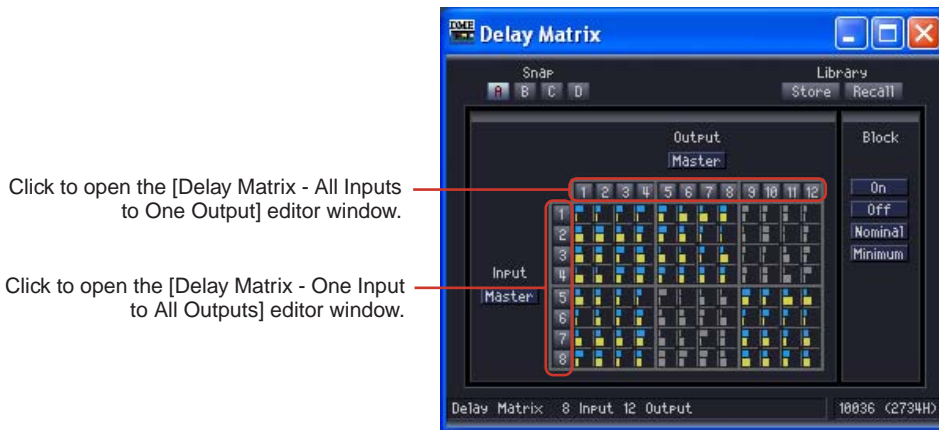 DME Delay Matrix
Snap
A B C D
Library
Store Recall
Output
Master
Block
Click to open the [Delay Matrix - All Inputs
to One Output] editor window.
1 2 3 4 5 6 7 8 9 10 11 12
On
Off
Nominal
Minimum
1
2
3
4
5
6
7
8
Input
Master
Click to open the [Delay Matrix - One Input
to All Outputs] editor window.
Delay Matrix 8 Input 12 Output
10036 (2734H)